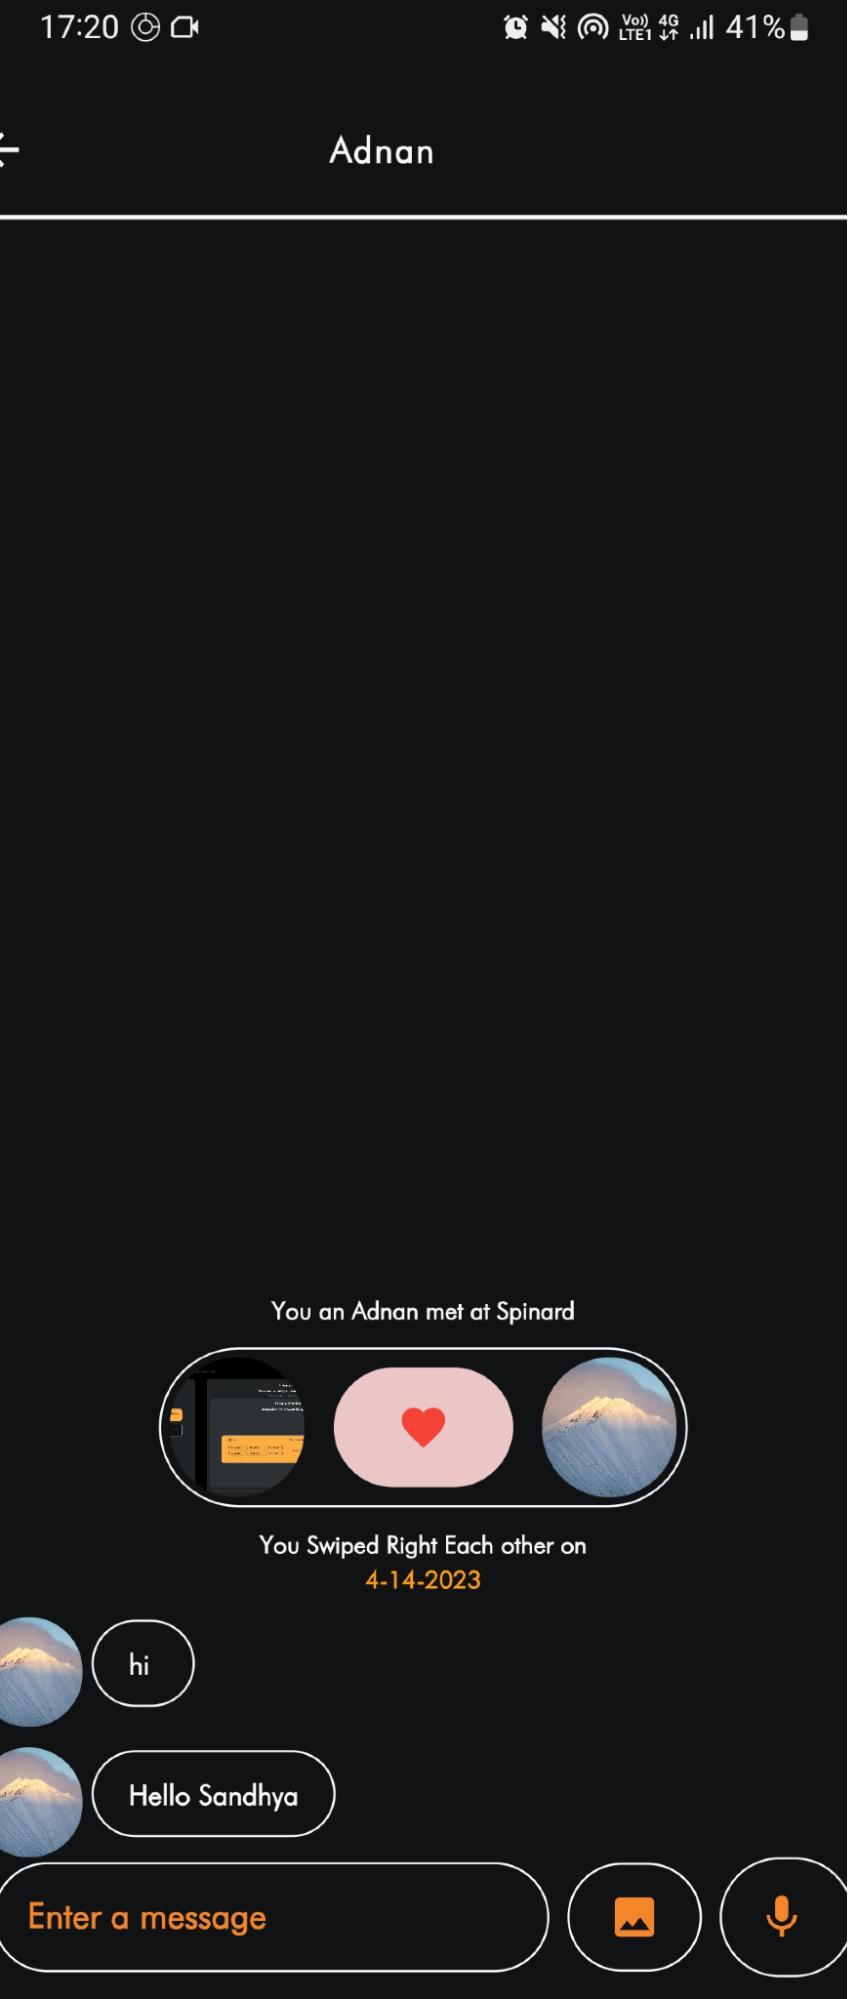 17:20
Vo)) 4G
LTE1
41%
Adnan
You an Adnan met at Spinard
You Swiped Right Each other on
4-14-2023
hi
Hello Sandhya
Enter a message